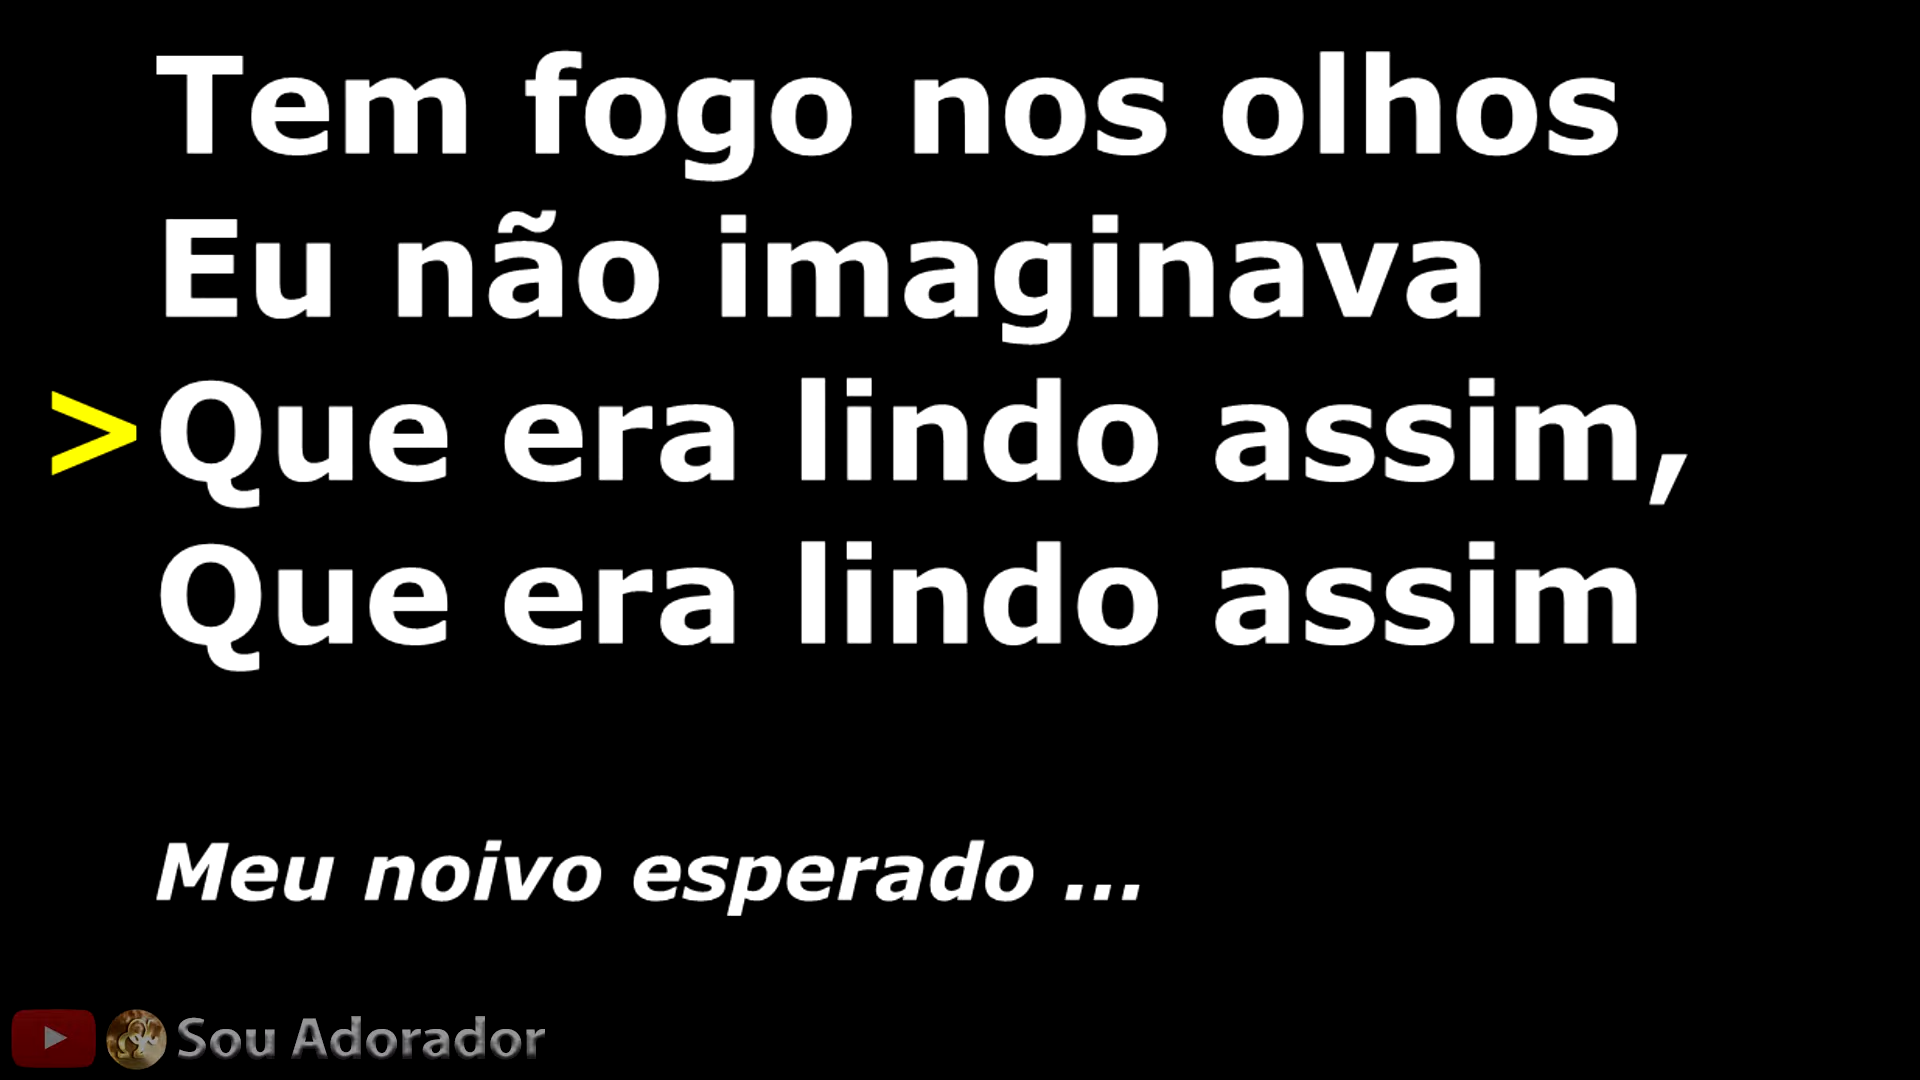 Tem fogo nos olhos
Eu não imaginava
>Que era lindo assim,
Que era lindo assim
Meu noivo esperado ...
Sou Adorador